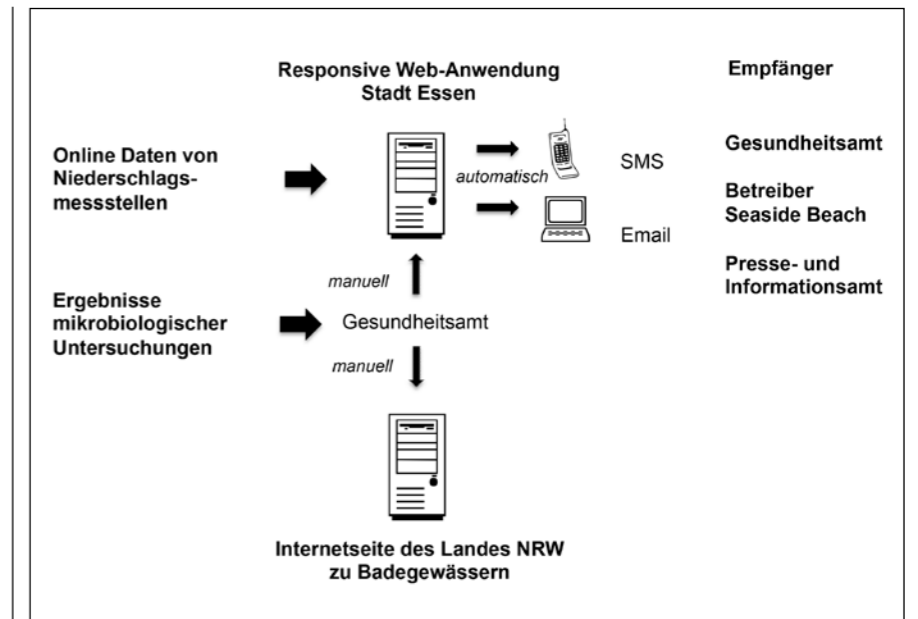 Responsive Web-Anwendung
Stadt Essen
Empfänger
Online Daten von
Niederschlags-
messstellen
automatisch
SMS
Email
Gesundheitsamt
Betreiber
Seaside Beach
Presse- und
Informationsamt
manuell
Ergebnisse
mikrobiologischer
Untersuchungen
Gesundheitsamt
manuell
Internetseite des Landes NRW
zu Badegewässern